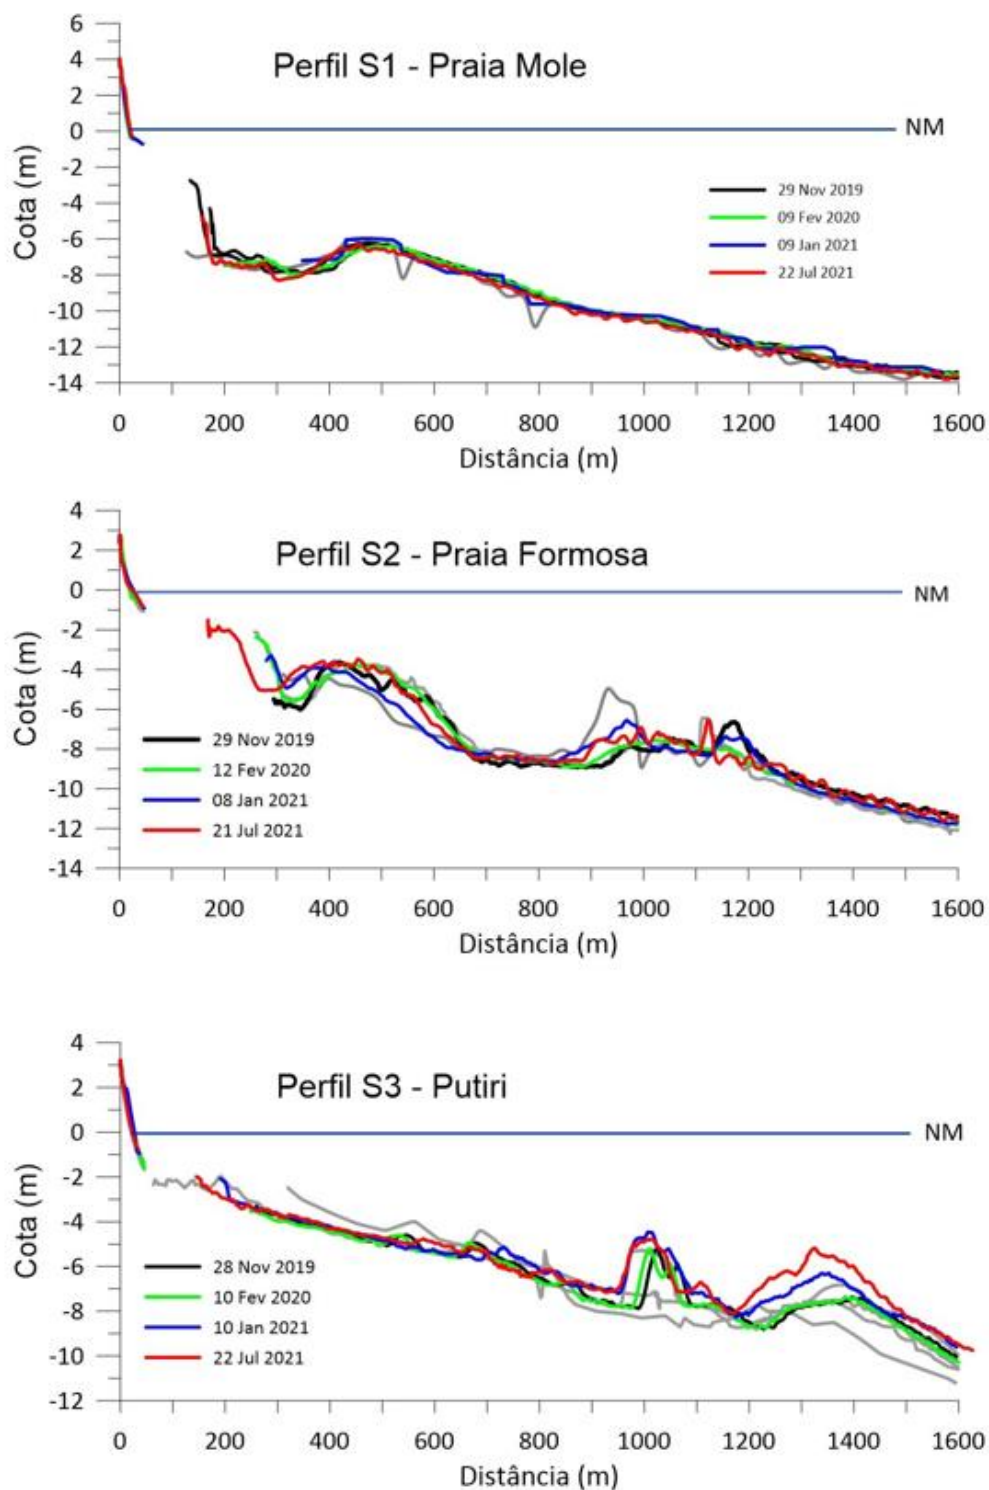 6
4
2
0
-2
-4
-6
-8
-10
-12
-14
Cota (m)
Perfil S1 - Praia Mole
NM
29 Nov 2019
09 Fev 2020
09 Jan 2021
22 Jul 2021
0 200 400 600 800 1000 1200 1400 1600
Distância (m)
4
2
0
-2
-4
-6
-8
-10
-12
-14
Cota (m)
Perfil S2 - Praia Formosa
NM
29 Nov 2019
12 Fev 2020
08 Jan 2021
21 Jul 2021
0 200 400 600 800 1000 1200 1400 1600
Distância (m)
4
2
0
-2
-4
-6
-8
-10
-12
Cota (m)
Perfil S3 - Putiri
NM
28 Nov 2019
10 Fev 2020
10 Jan 2021
22 Jul 2021
0 200 400 600 800 1000 1200 1400 1600
Distância (m)